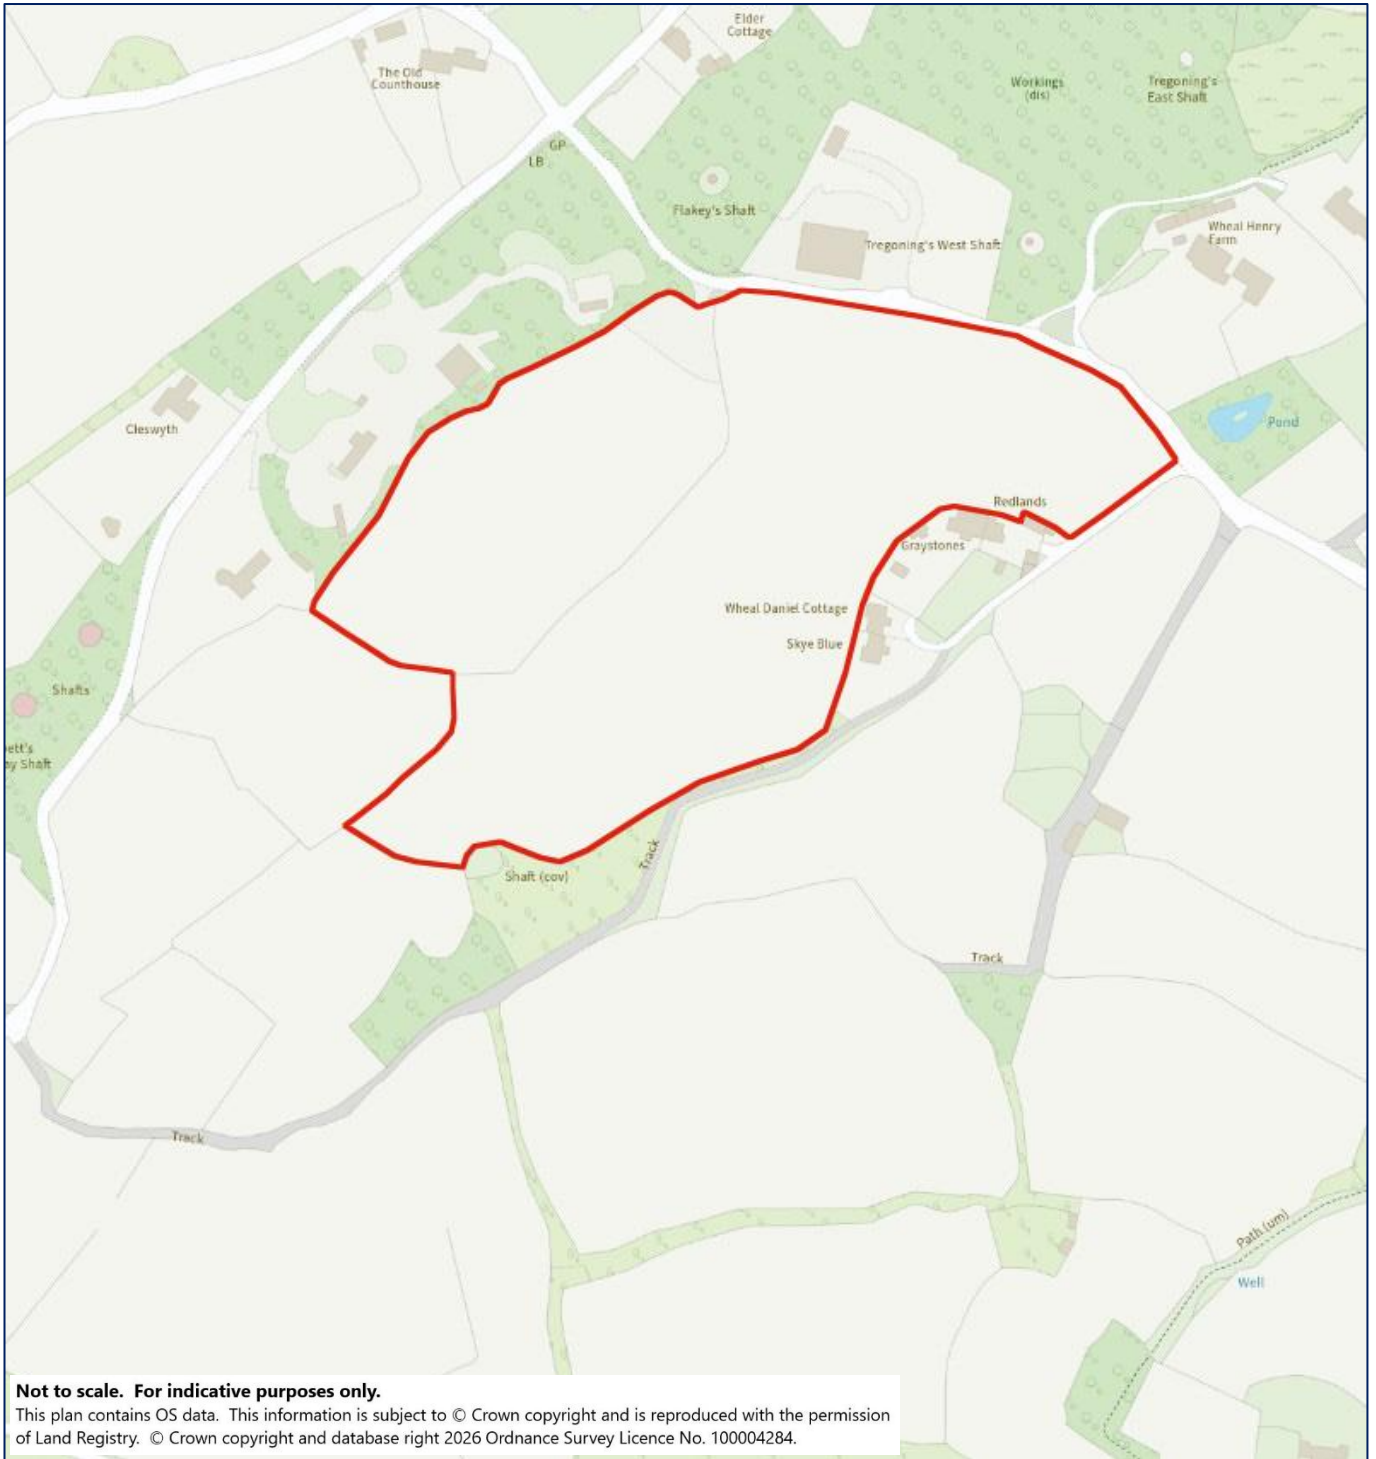 Elder
Cottage
The Old
Counthouse
Workings
(dis)
Tregoning's
East Shaft
GP
LB
Flakey's Shaft
Tregoning's West Shaft
Wheal Henry
Farm
Cleswyth
Pond
Redlands
Graystones
Wheal Daniel Cottage
Skye Blue
Shafts
ett's
ay Shaft
Track
Shaft (cov)
Track
Track
Path (um)
Well
Not to scale. For indicative purposes only.
This plan contains OS data. This information is subject to © Crown copyright and is reproduced with the permission
of Land Registry. © Crown copyright and database right 2026 Ordnance Survey Licence No. 100004284.